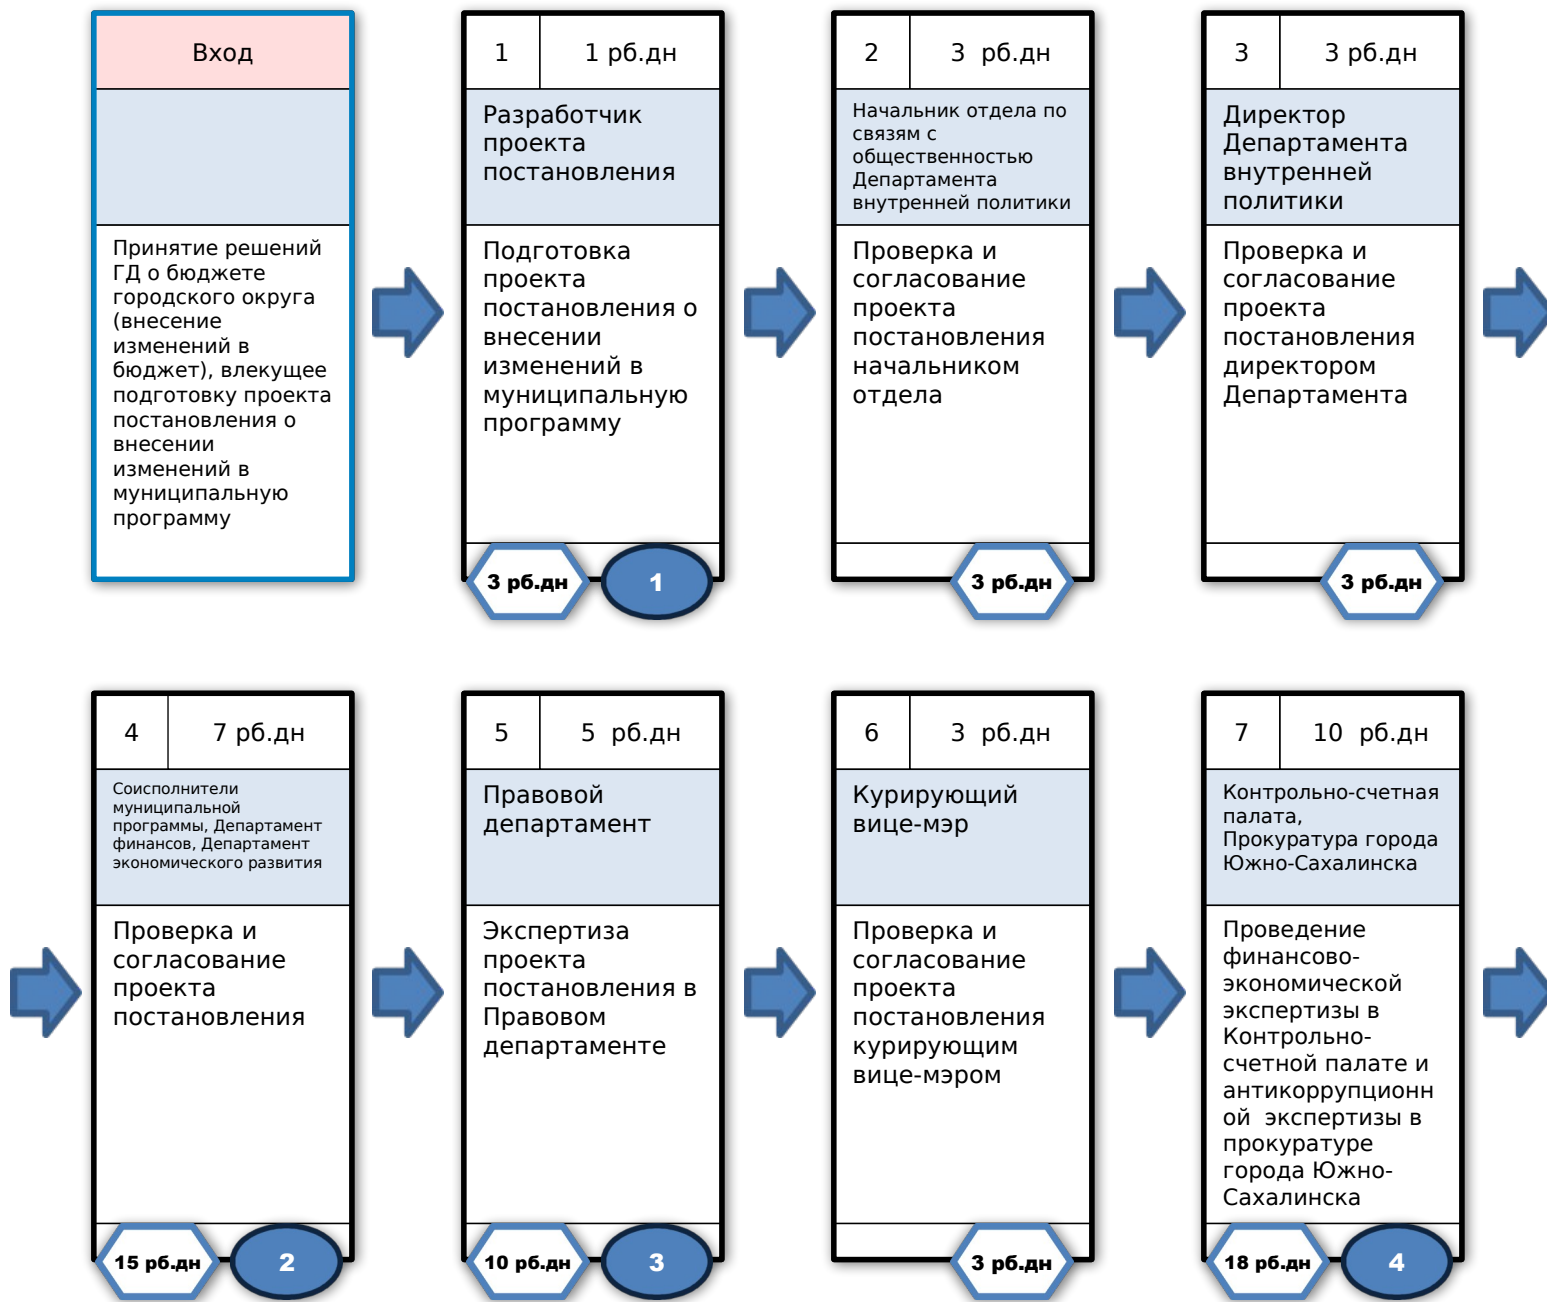 Вход
Принятие решений
ГД о бюджете
городского округа
(внесение
изменений в
бюджет), влекущее
подготовку проекта
постановления о
внесении
изменений в
муниципальную
программу
1
1 рб.дн
Разработчик
проекта
постановления
Подготовка
проекта
постановления о
внесении
изменений в
муниципальную
программу
3 рб.дн
1
2
3 рб.дн
Начальник отдела по
связям с
общественностью
Департамента
внутренней политики
Проверка и
согласование
проекта
постановления
начальником
отдела
3 рб.дн
3
3 рб.дн
Директор
Департамента
внутренней
политики
Проверка и
согласование
проекта
постановления
директором
Департамента
3 рб.дн
4
7 рб.дн
Соисполнители
муниципальной
программы, Департамент
финансов, Департамент
экономического развития
Проверка и
согласование
проекта
постановления
15 рб.дн
2
5
5 рб.дн
Правовой
департамент
Экспертиза
проекта
постановления в
Правовом
департаменте
10 рб.дн
3
6
3 рб.дн
Курирующий
вице-мэр
Проверка и
согласование
проекта
постановления
курирующим
вице-мэром
3 рб.дн
7
10 рб.дн
Контрольно-счетная
палата,
Прокуратура города
Южно-Сахалинска
Проведение
финансово-
экономической
экспертизы в
Контрольно-
счетной палате и
антикоррупционн
ой экспертизы в
прокуратуре
города Южно-
Сахалинска
18 рб.дн
4